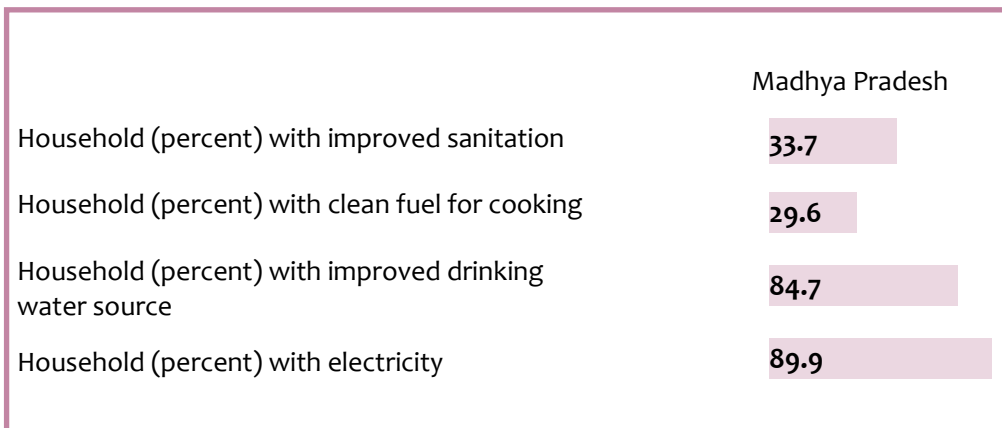 Madhya Pradesh
Household (percent) with improved sanitation
33.7
Household (percent) with clean fuel for cooking
29.6
Household (percent) with improved drinking
water source
84.7
Household (percent) with electricity
89.9